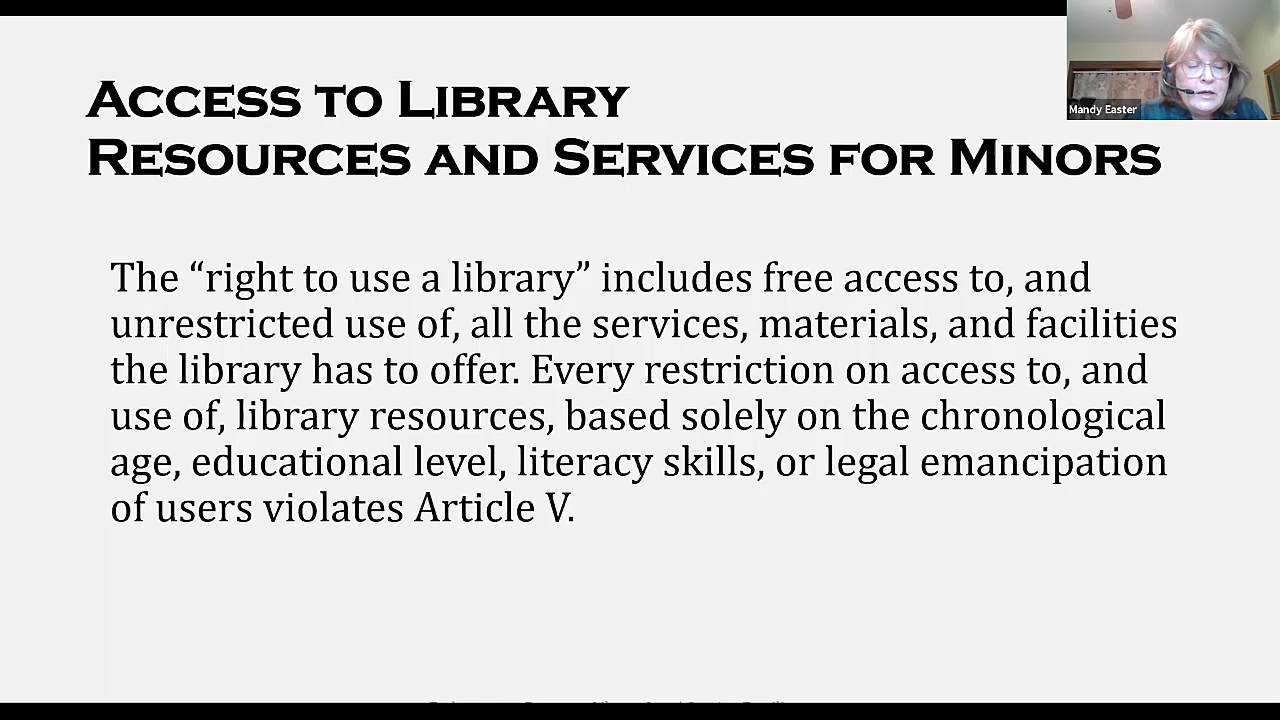 Access to Library
Resources and Services for Minors
Mandy Easter
The “right to use a library” includes free access to, and
unrestricted use of, all the services, materials, and facilities
the library has to offer. Every restriction on access to, and
use of, library resources, based solely on the chronological
age, educational level, literacy skills, or legal emancipation
of users violates Article V.